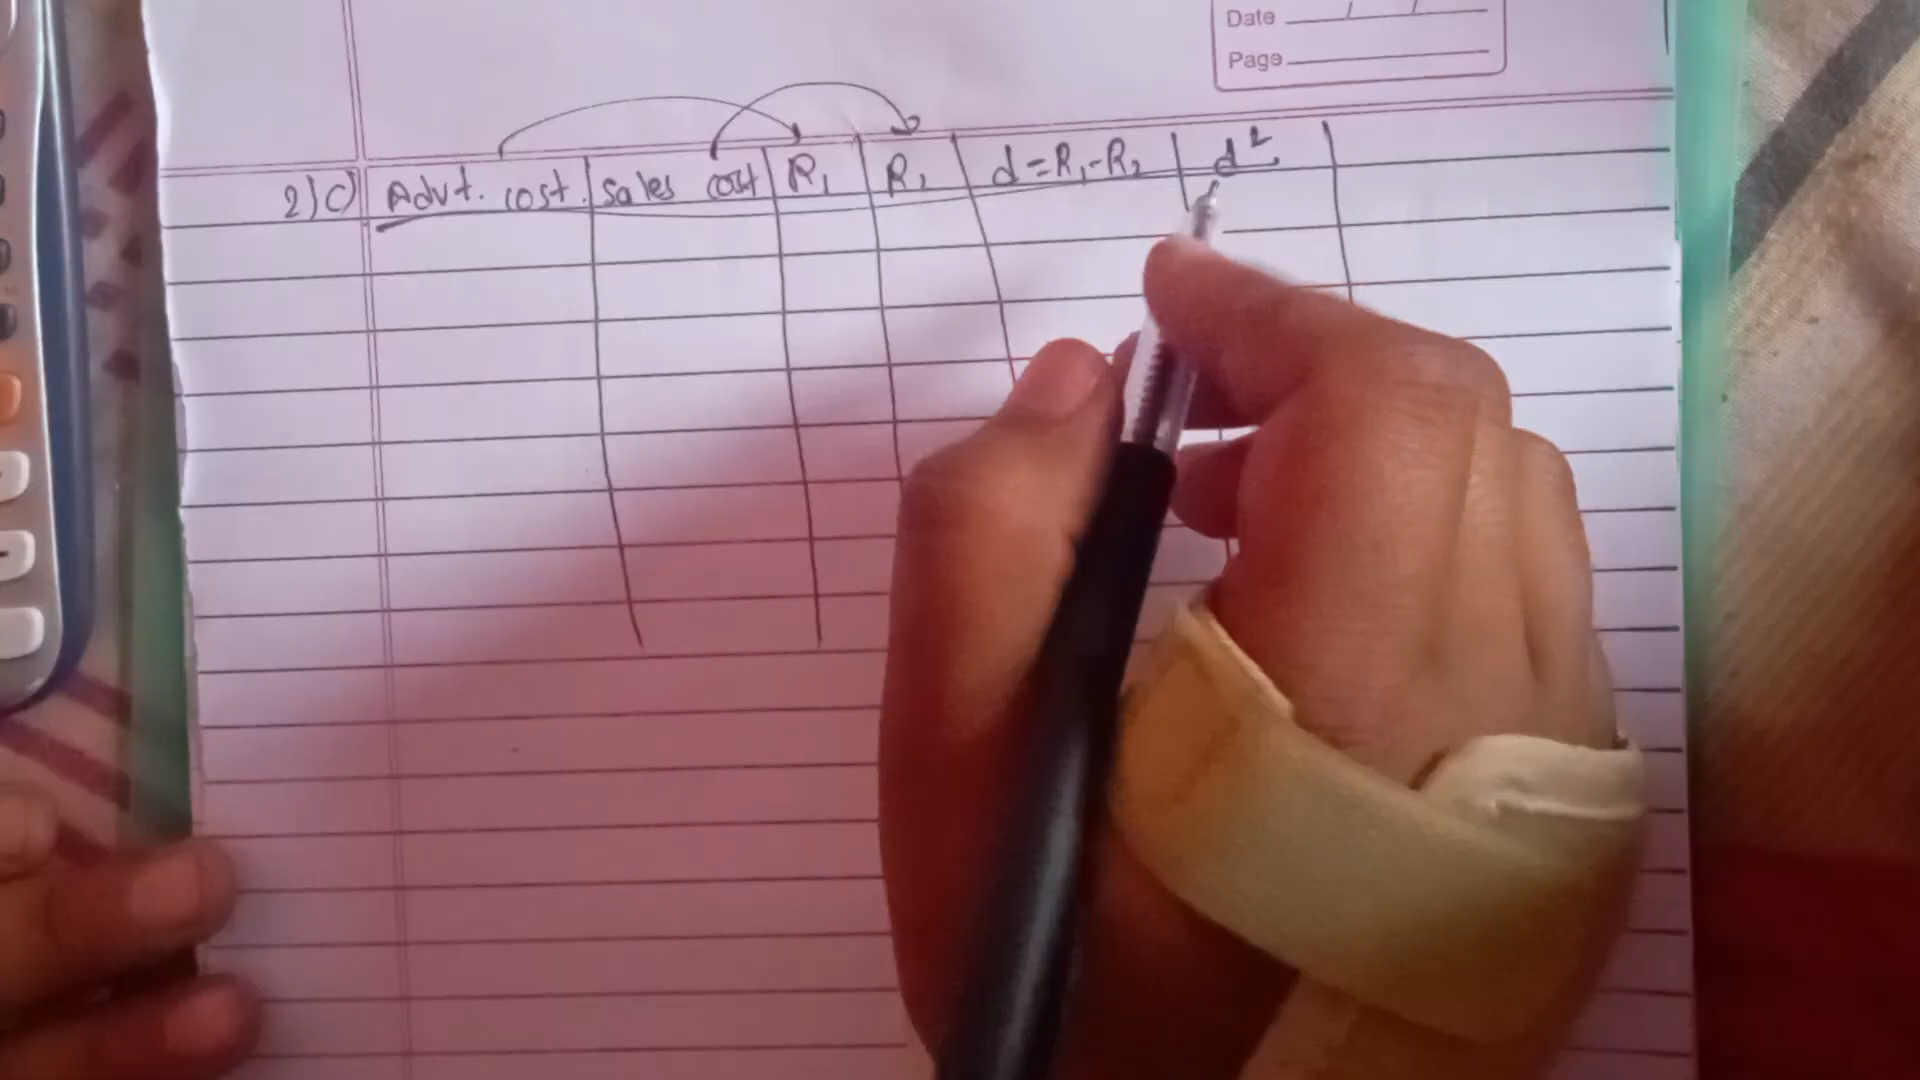 Date
Page
2)C) Advt. cost. Sales cost R₁ R₂ d=R₁-R₂ d²